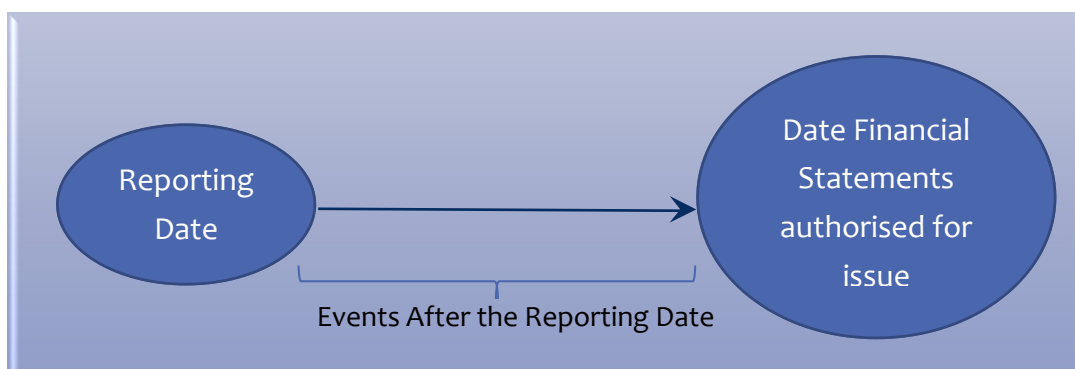 Reporting
Date
Date Financial
Statements
authorised for
issue
Events After the Reporting Date